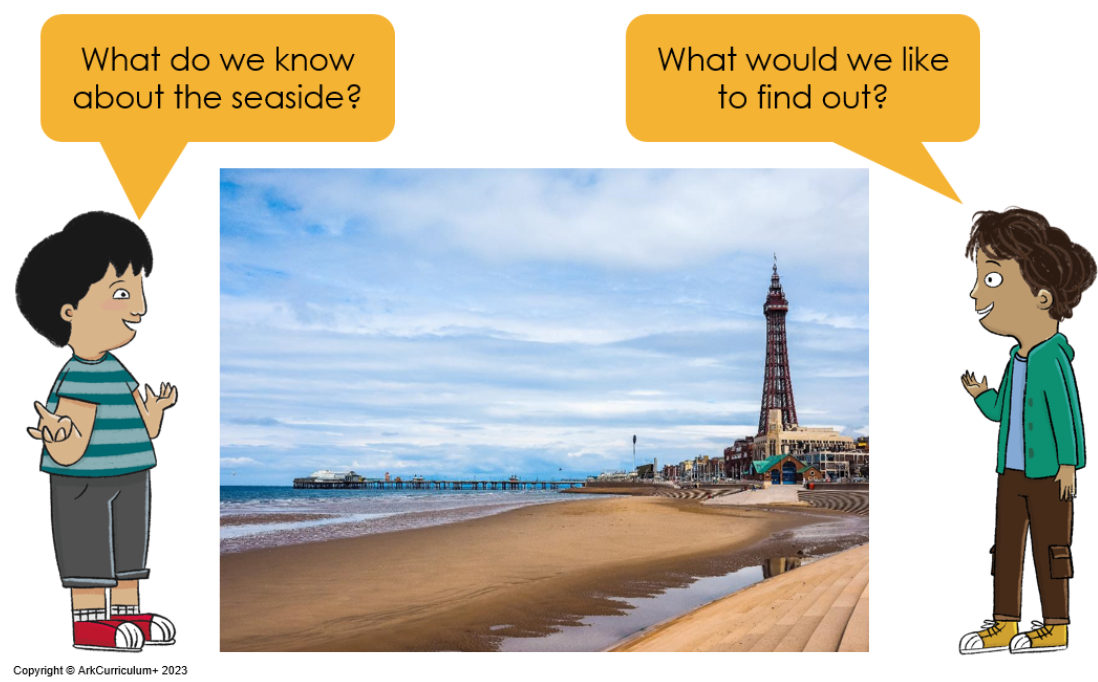 What do we know
about the seaside?
What would we like
to find out?
Copyright © ArkCurriculum+ 2023